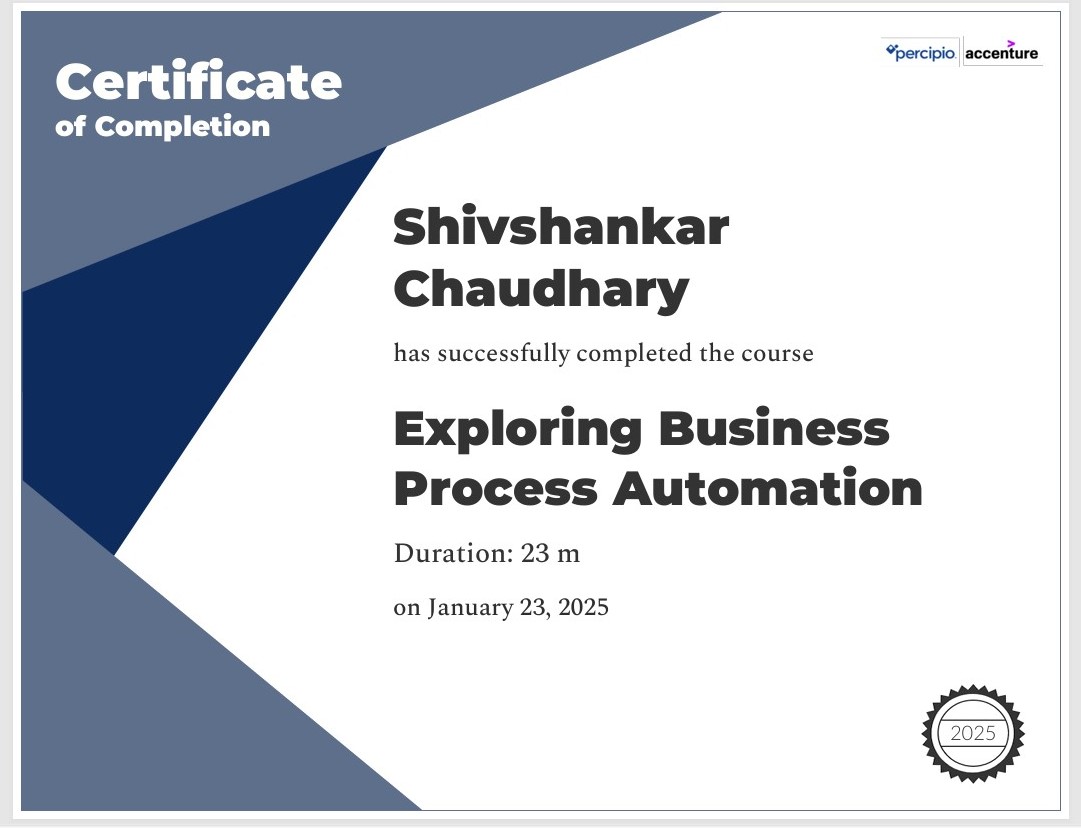 Certificate
of Completion
percipio. accenture
Shivshankar
Chaudhary
has successfully completed the course
Exploring Business
Process Automation
Duration: 23 m
on January 23, 2025
2025